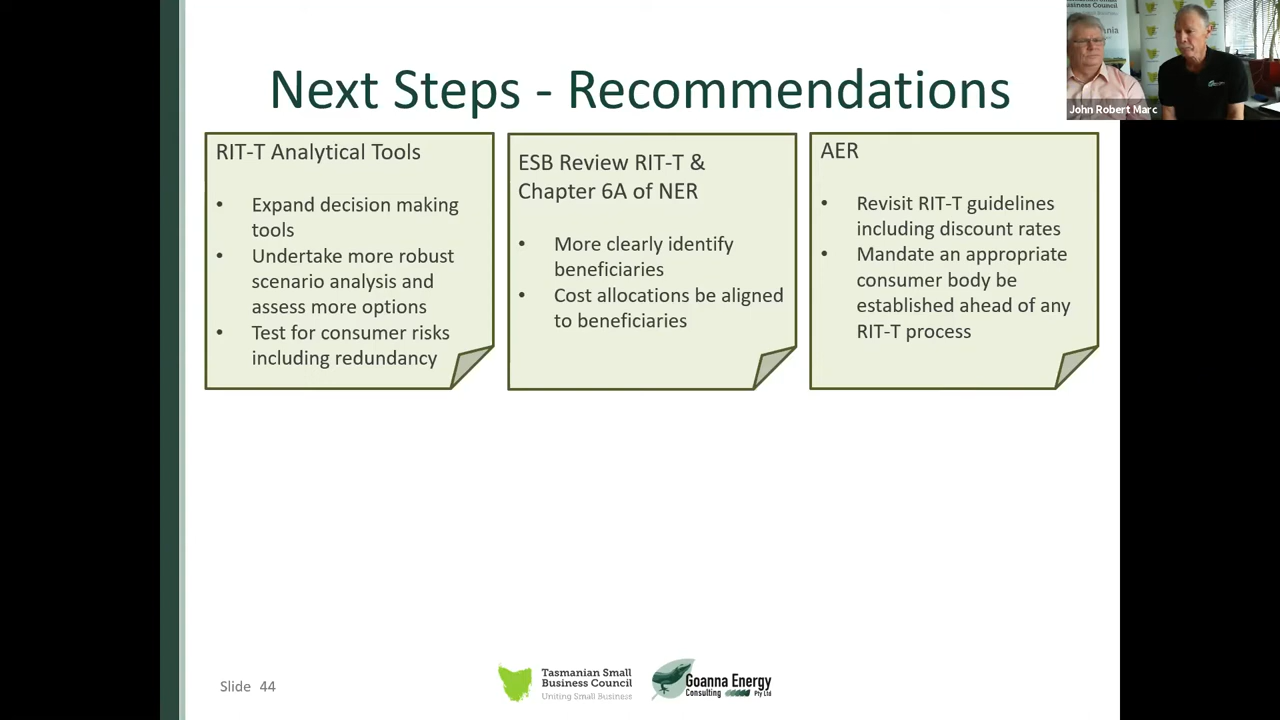 Next Steps - Recommendations
RIT-T Analytical Tools
• Expand decision making
tools
• Undertake more robust
scenario analysis and
assess more options
• Test for consumer risks
including redundancy
ESB Review RIT-T &
Chapter 6A of NER
• More clearly identify
beneficiaries
• Cost allocations be aligned
to beneficiaries
AER
• Revisit RIT-T guidelines
including discount rates
• Mandate an appropriate
consumer body be
established ahead of any
RIT-T process
Business Council
John Robert Marc
Slide 44
Tasmanian Small
Business Council
Uniting Small Business
Goanna Energy
Consulting Pty Ltd